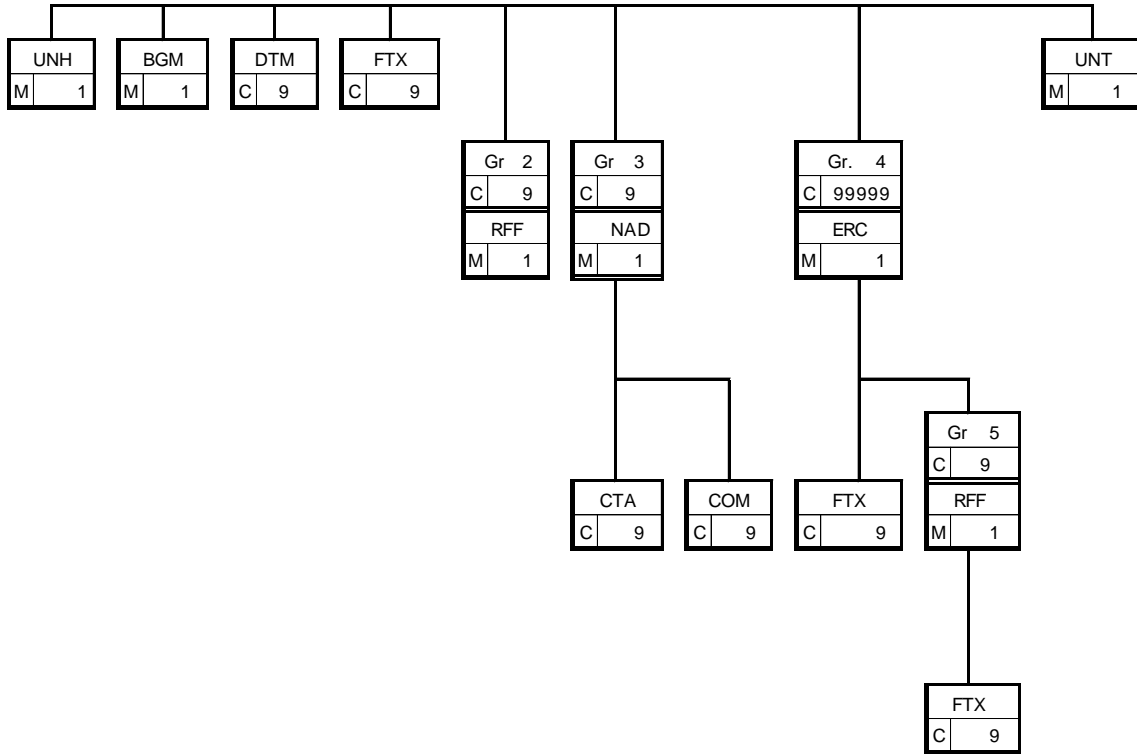 UNH BGM DTM FTX UNT
M 1 M 1 C 9 C 9 M 1
Gr 2 Gr 3 Gr. 4
C 9 C 9 C 99999
RFF NAD ERC
M 1 M 1 M 1
Gr 5
C 9
CTA COM FTX RFF
C 9 C 9 C 9 M 1
FTX
C 9